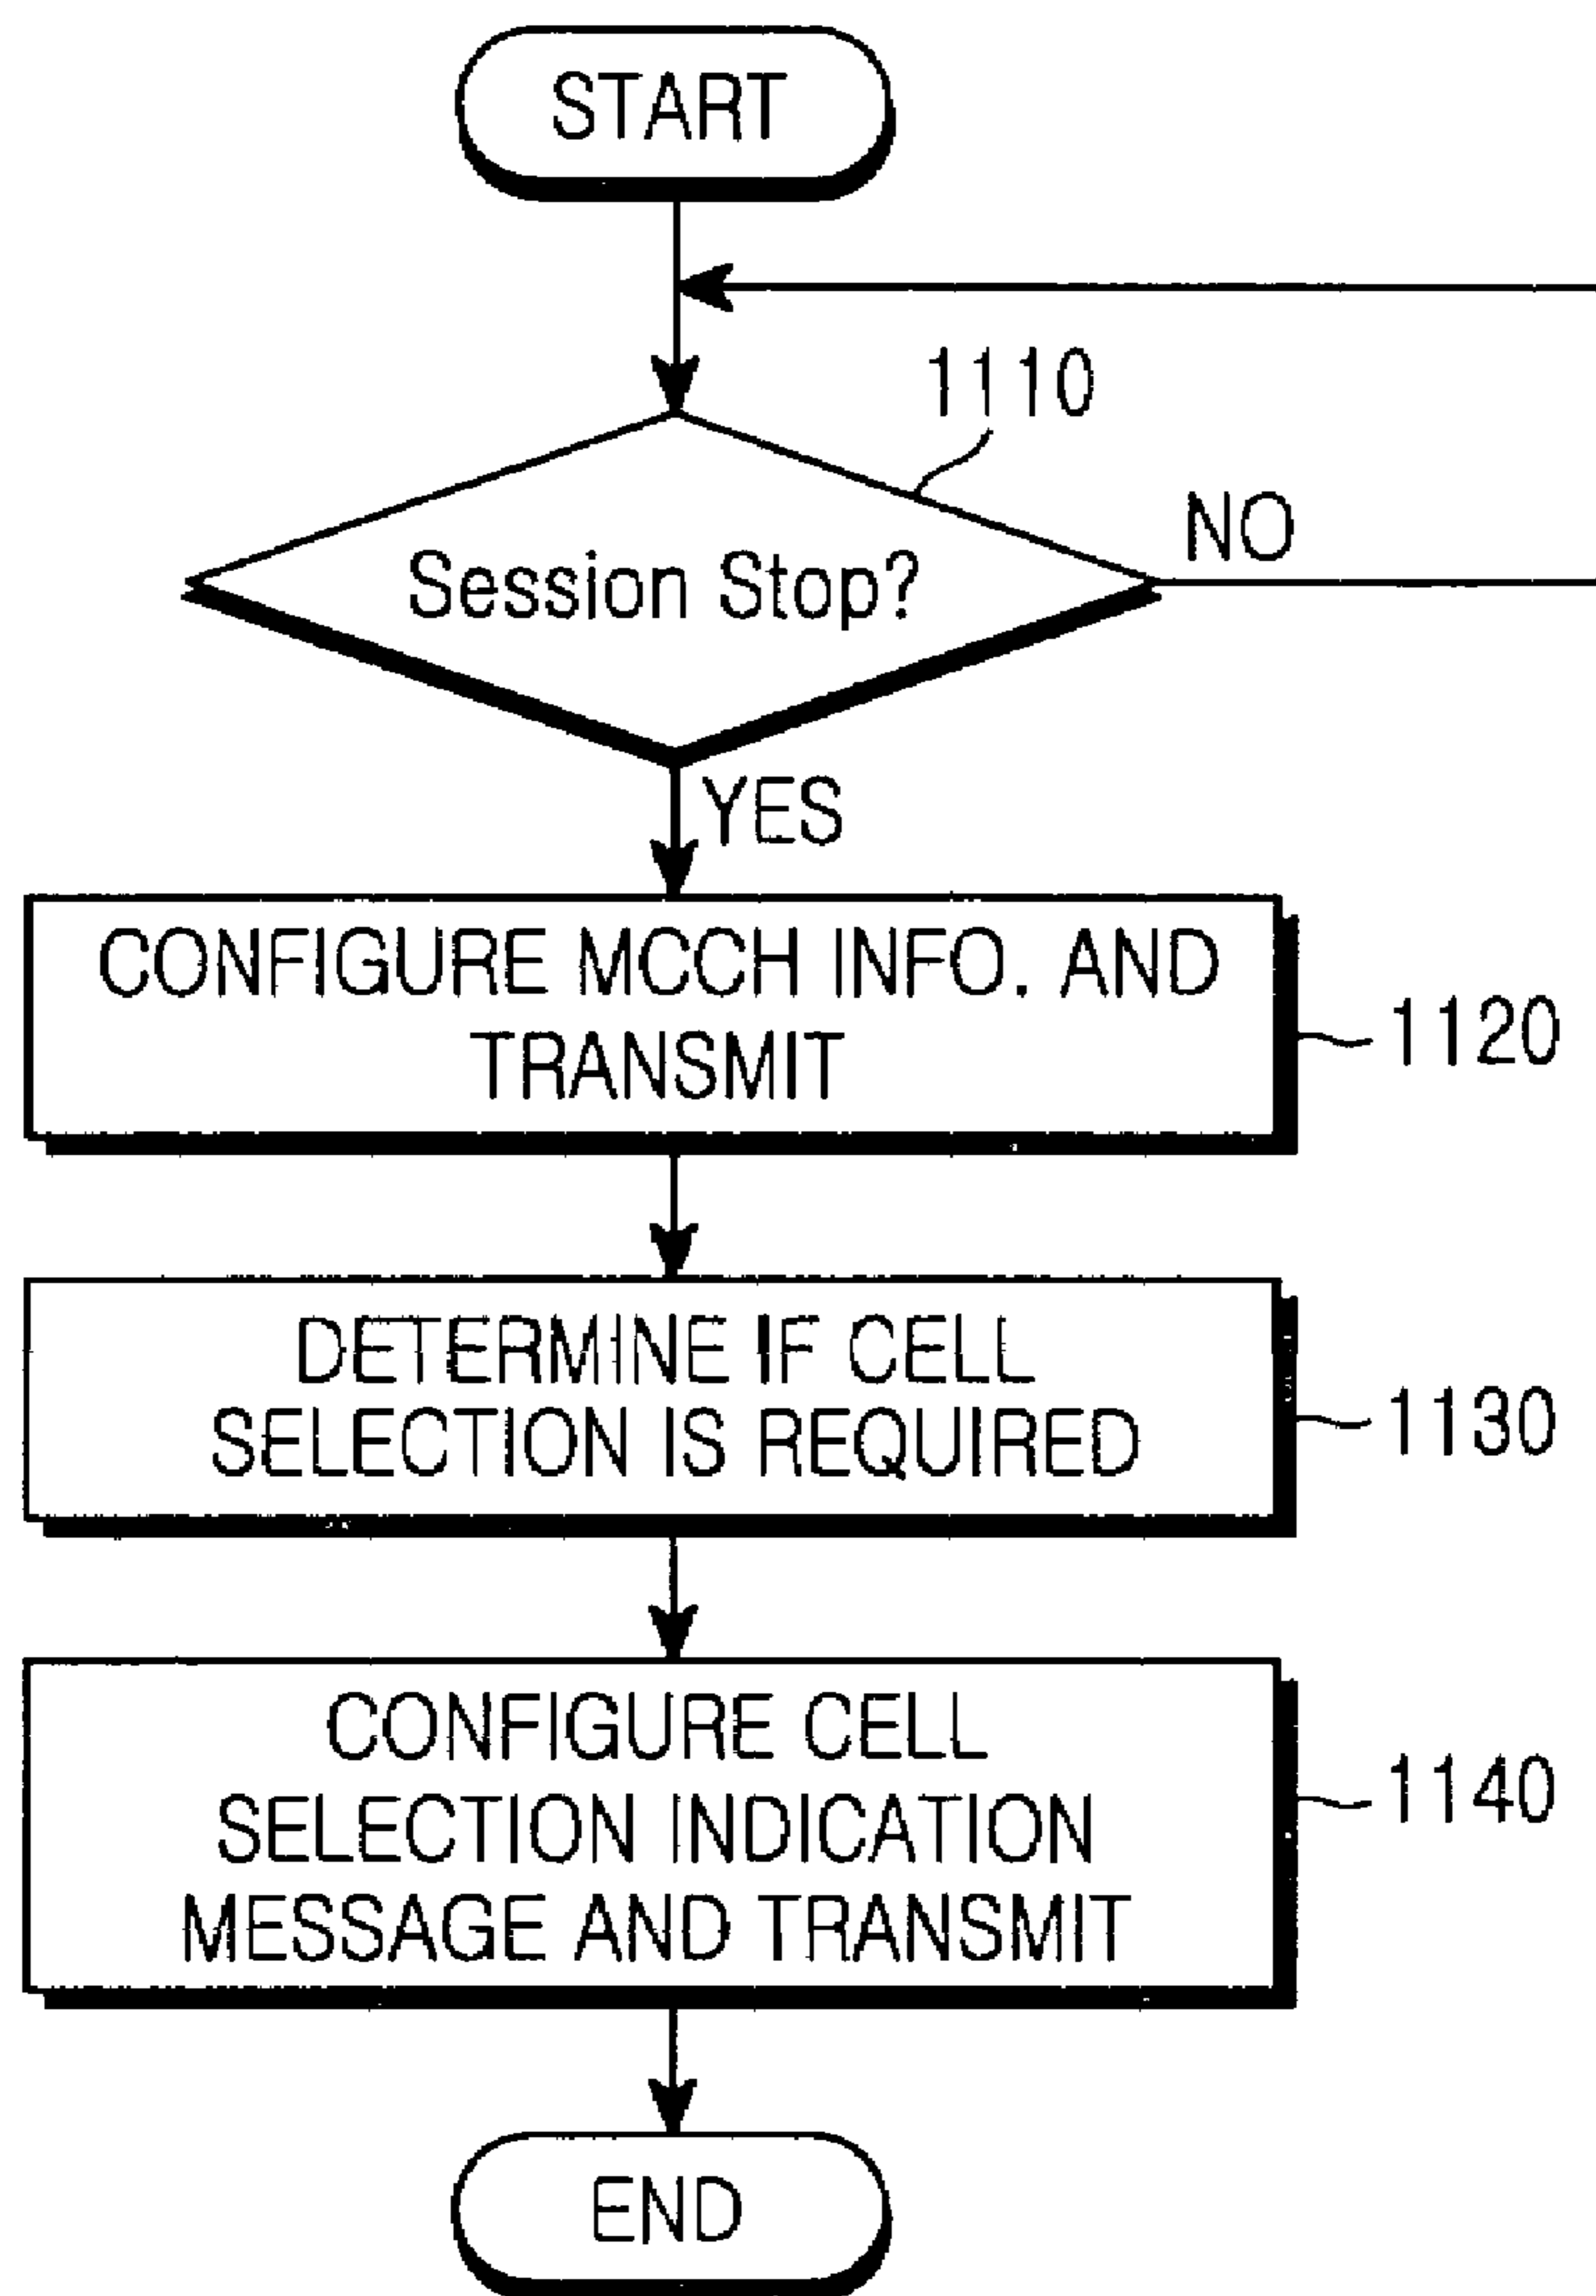 START
1110
Session Stop?
NO
YES
CONFIGURE MCCH INFO. AND
TRANSMIT
1120
DETERMINE IF CELL
SELECTION IS REQUIRED
1130
CONFIGURE CELL
SELECTION INDICATION
MESSAGE AND TRANSMIT
1140
END